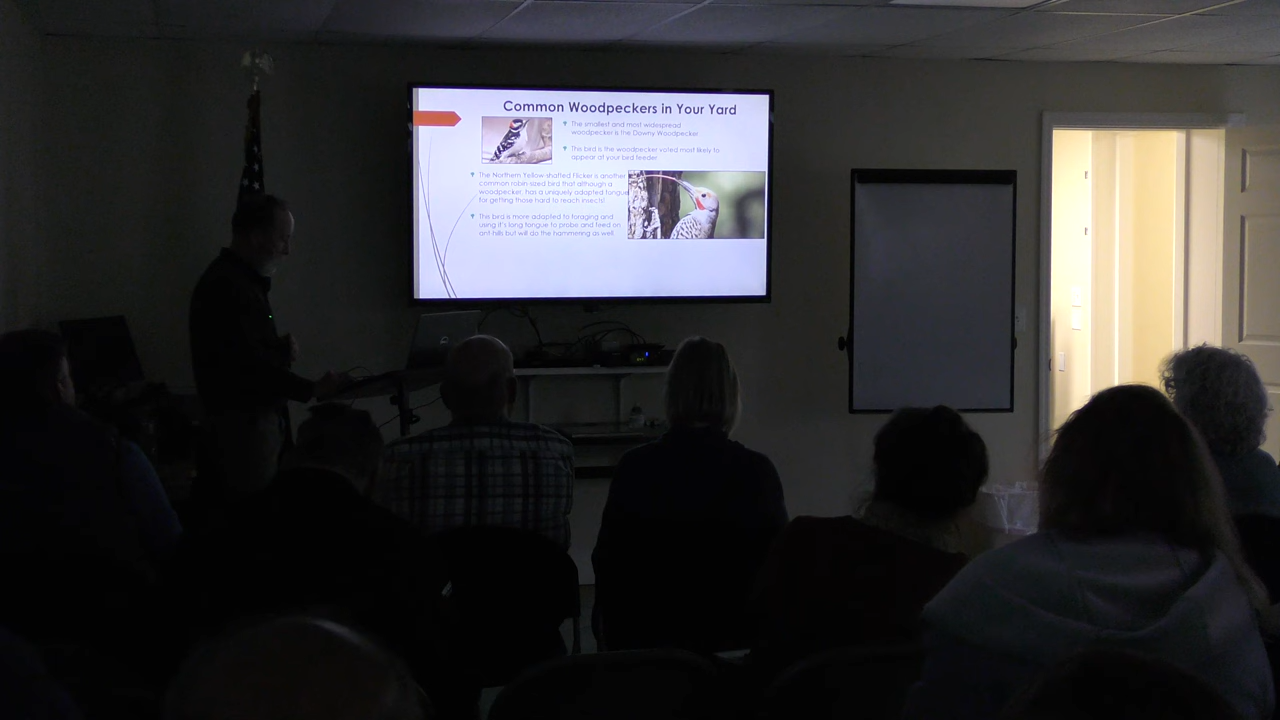 Common Woodpeckers in Your Yard
The smallest and most widespread
woodpecker is the Downy Woodpecker
This bird is the woodpecker voted most likely to
appear at your bird feeder
The Northern Yellow-shafted Flicker is another
common robin-sized bird that although a
woodpecker, has a uniquely adapted tongue
for getting those hard to reach insects!
This bird is more adapted to foraging and
using it's long tongue to probe and feed on
ant-hills but will do the hammering as well.